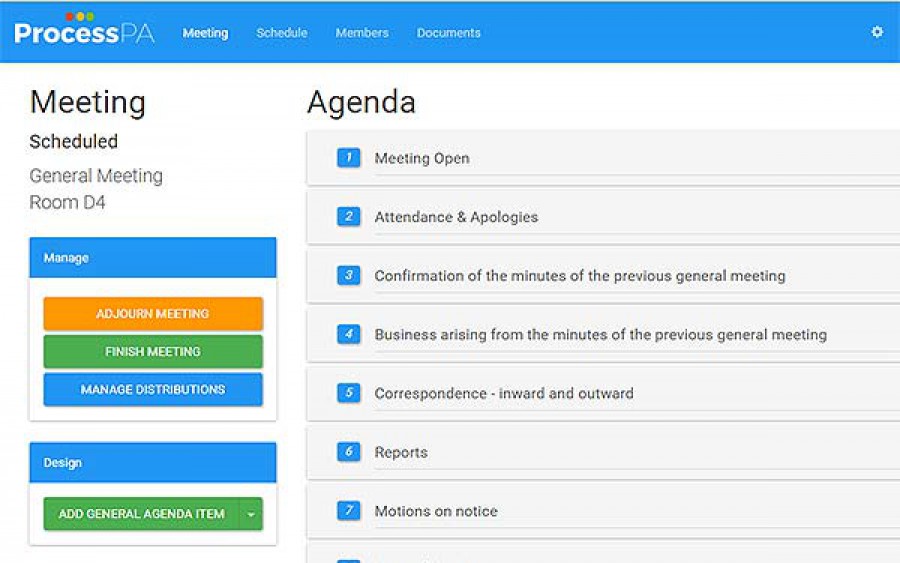 ProcessPA
Meeting
Schedule
Members
Documents
Meeting
Scheduled
General Meeting
Room D4
Manage
ADJOURN MEETING
FINISH MEETING
MANAGE DISTRIBUTIONS
Design
ADD GENERAL AGENDA ITEM
Agenda
1 Meeting Open
2 Attendance & Apologies
3 Confirmation of the minutes of the previous general meeting
4 Business arising from the minutes of the previous general meeting
5 Correspondence - inward and outward
6 Reports
7 Motions on notice